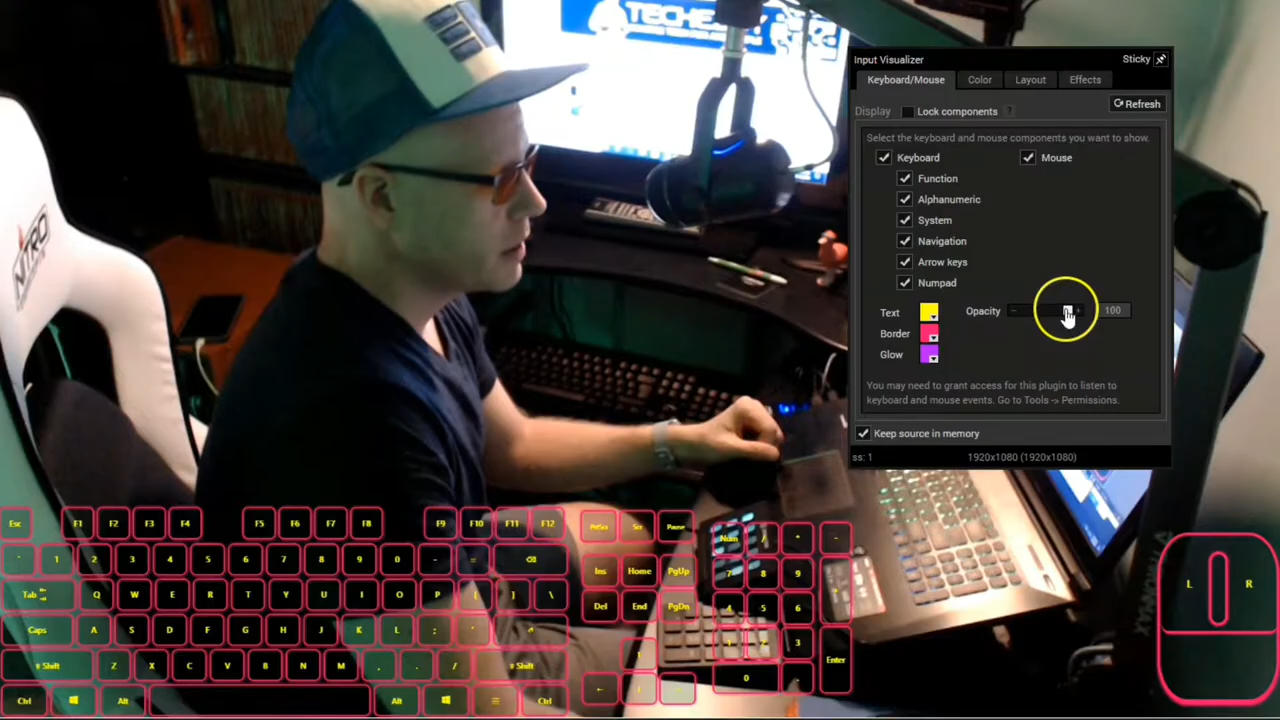 TECHE
NITRO
Input Visualizer
Sticky
Keyboard/Mouse
Color
Layout
Effects
Refresh
Display
Lock components
?
Select the keyboard and mouse components you want to show.
Keyboard
Mouse
Function
Alphanumeric
System
Navigation
Arrow keys
Numpad
Text
Opacity
100
Border
Glow
You may need to grant access for this plugin to listen to
keyboard and mouse events. Go to Tools -> Permissions.
Keep source in memory
ss: 1
1920x1080 (1920x1080)
Esc F1 F2 F3 F4 F5 F6 F7 F8 F9 F10 F11 F12 PrtScr Scr Pause Num / * -
` 1 2 3 4 5 6 7 8 9 0 - = Ins Home PgUp 7 8 9 +
Tab Q W E R T Y U I O P [ ] \ Del End PgDn 4 5 6
Caps A S D F G H J K L ; ' 1 2 3 Enter
Shift Z X C V B N M , . / Shift
Ctrl Alt Alt Ctrl 0 .
L R